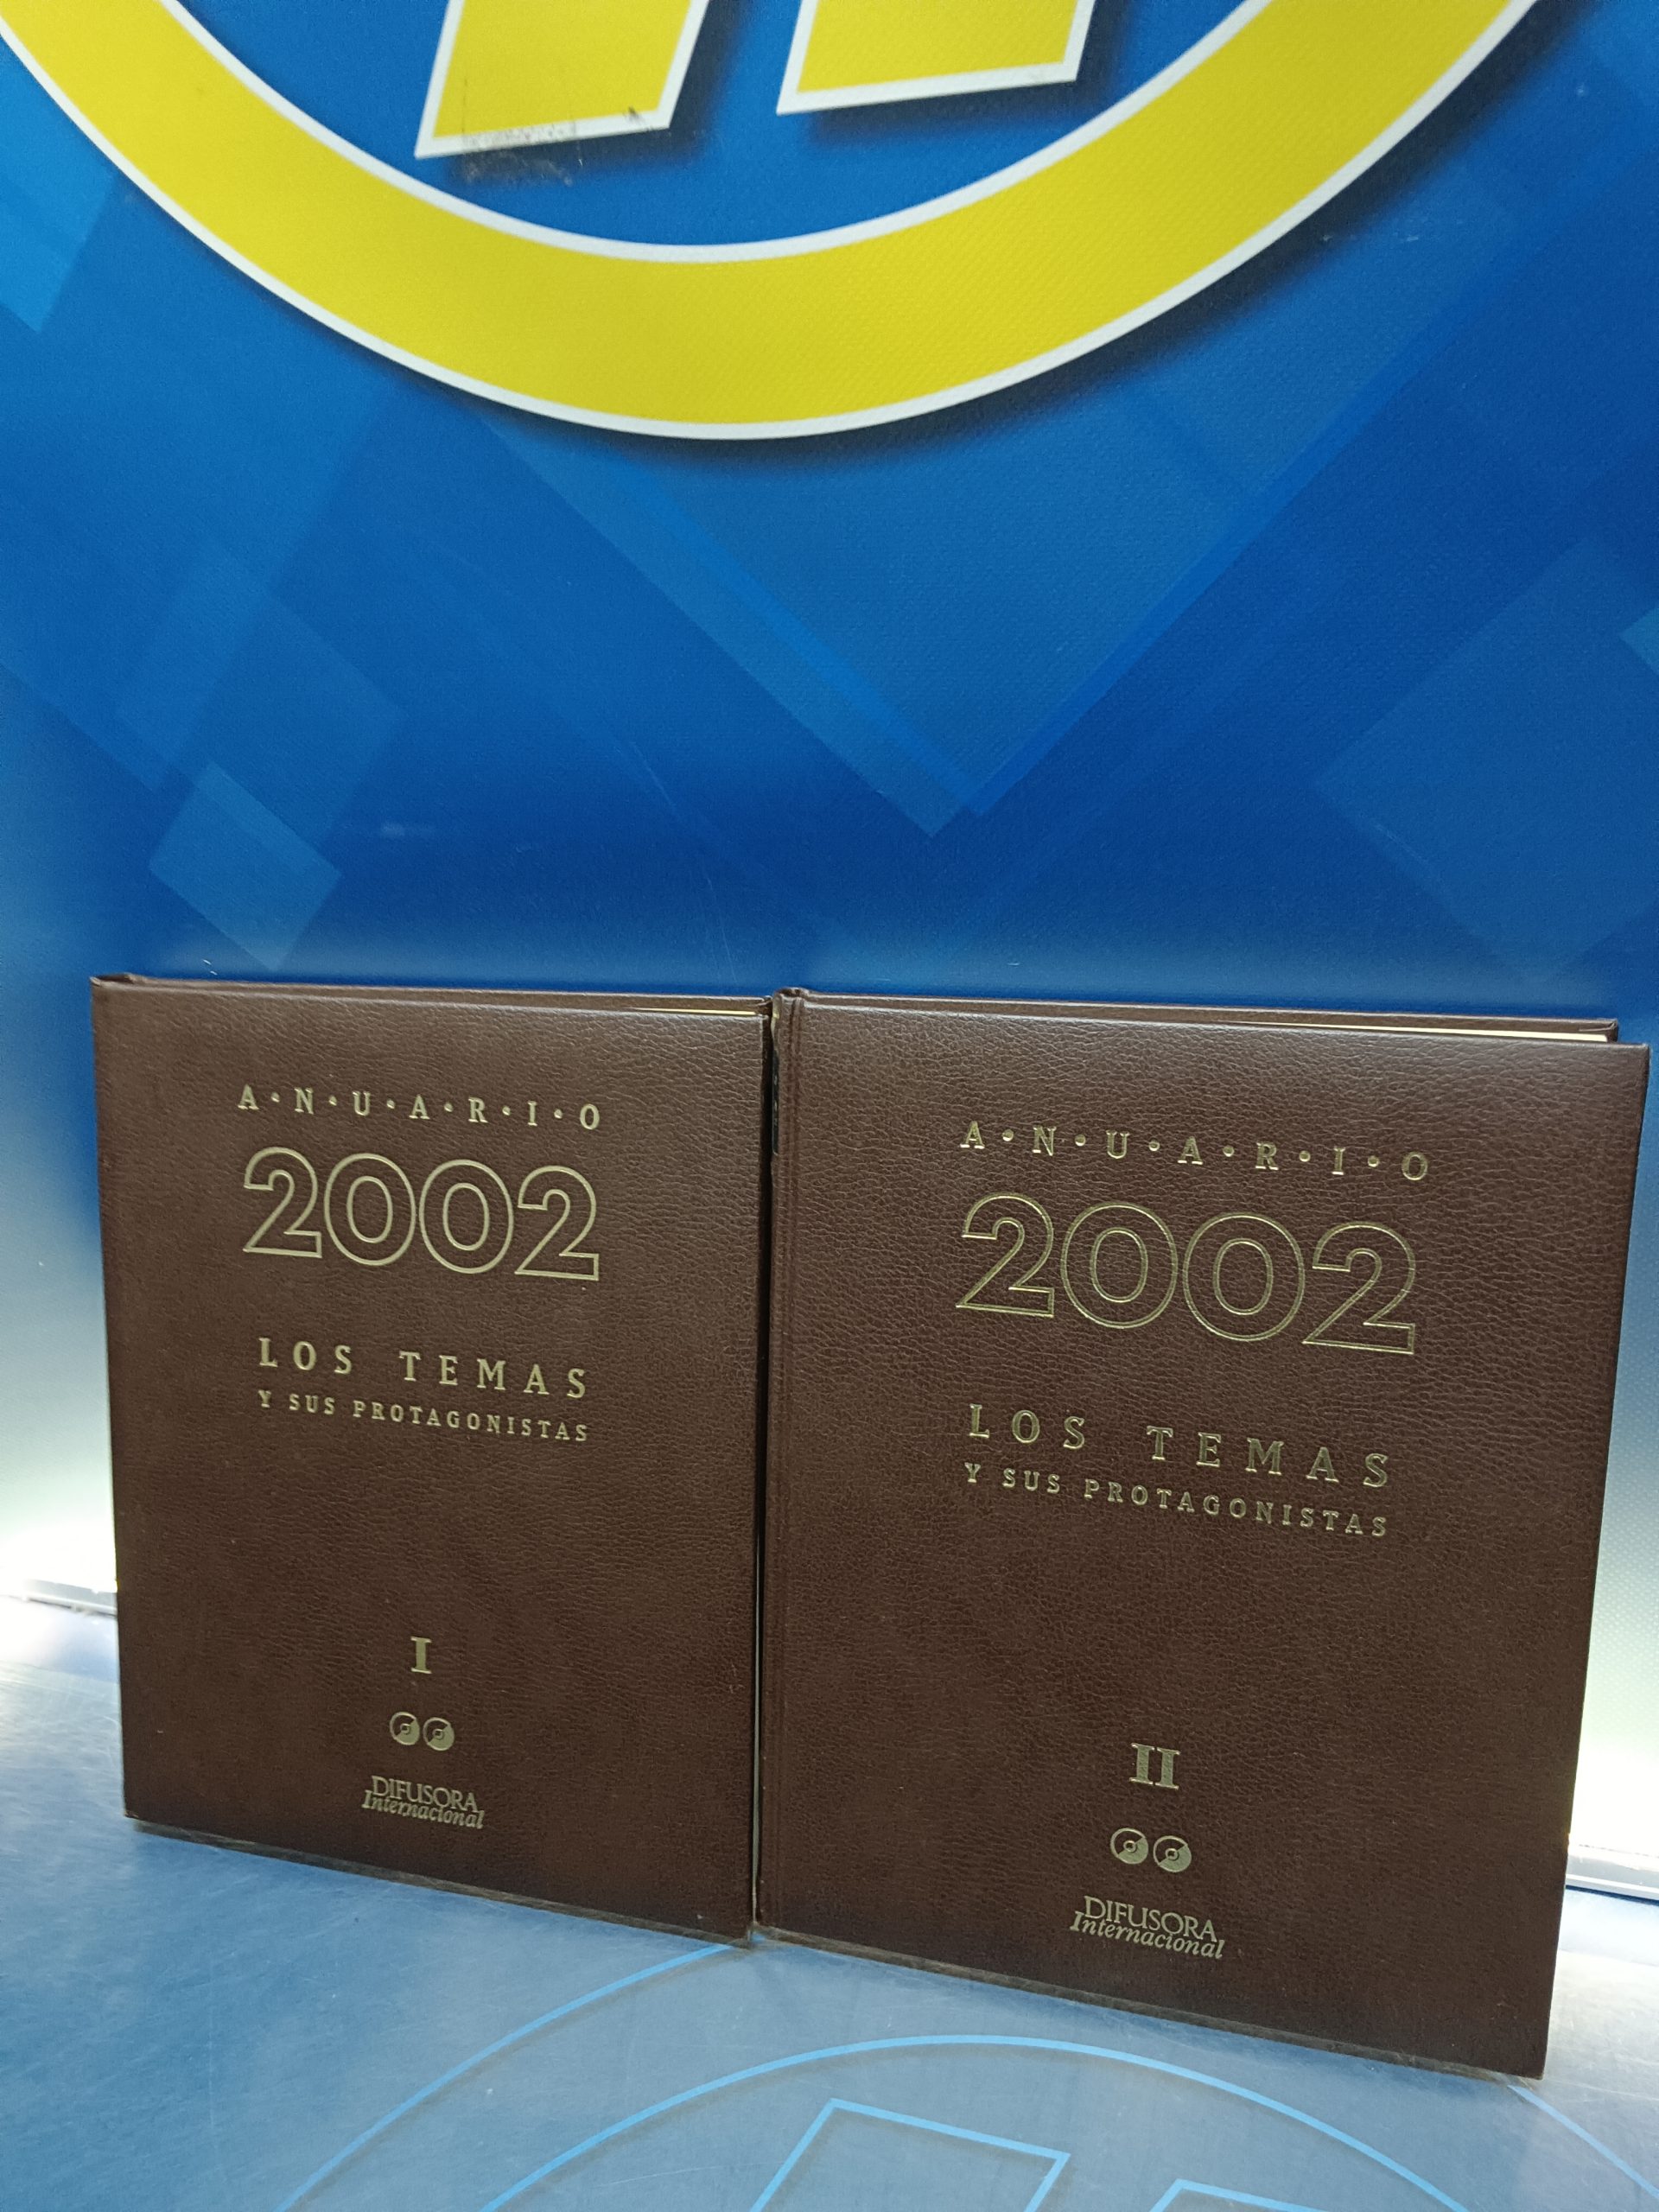 A·N·U·A·R·I·O
2002
LOS TEMAS
Y SUS PROTAGONISTAS
I
DIFUSORA
Internacional
A·N·U·A·R·I·O
2002
LOS TEMAS
Y SUS PROTAGONISTAS
II
DIFUSORA
Internacional